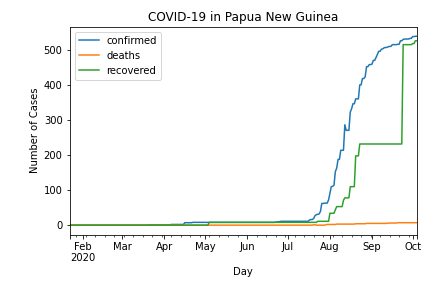 COVID-19 in Papua New Guinea
confirmed
deaths
recovered
Number of Cases
500
400
300
200
100
0
Feb Mar Apr May Jun Jul Aug Sep Oct
2020
Day